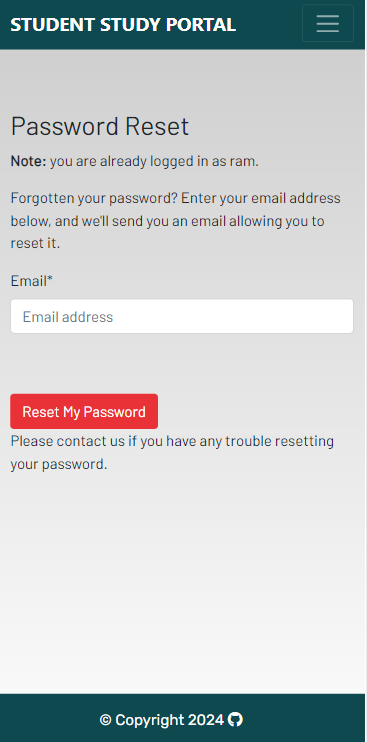 STUDENT STUDY PORTAL
Password Reset
Note: you are already logged in as ram.
Forgotten your password? Enter your email address
below, and we'll send you an email allowing you to
reset it.
Email*
Email address
Reset My Password
Please contact us if you have any trouble resetting
your password.
© Copyright 2024